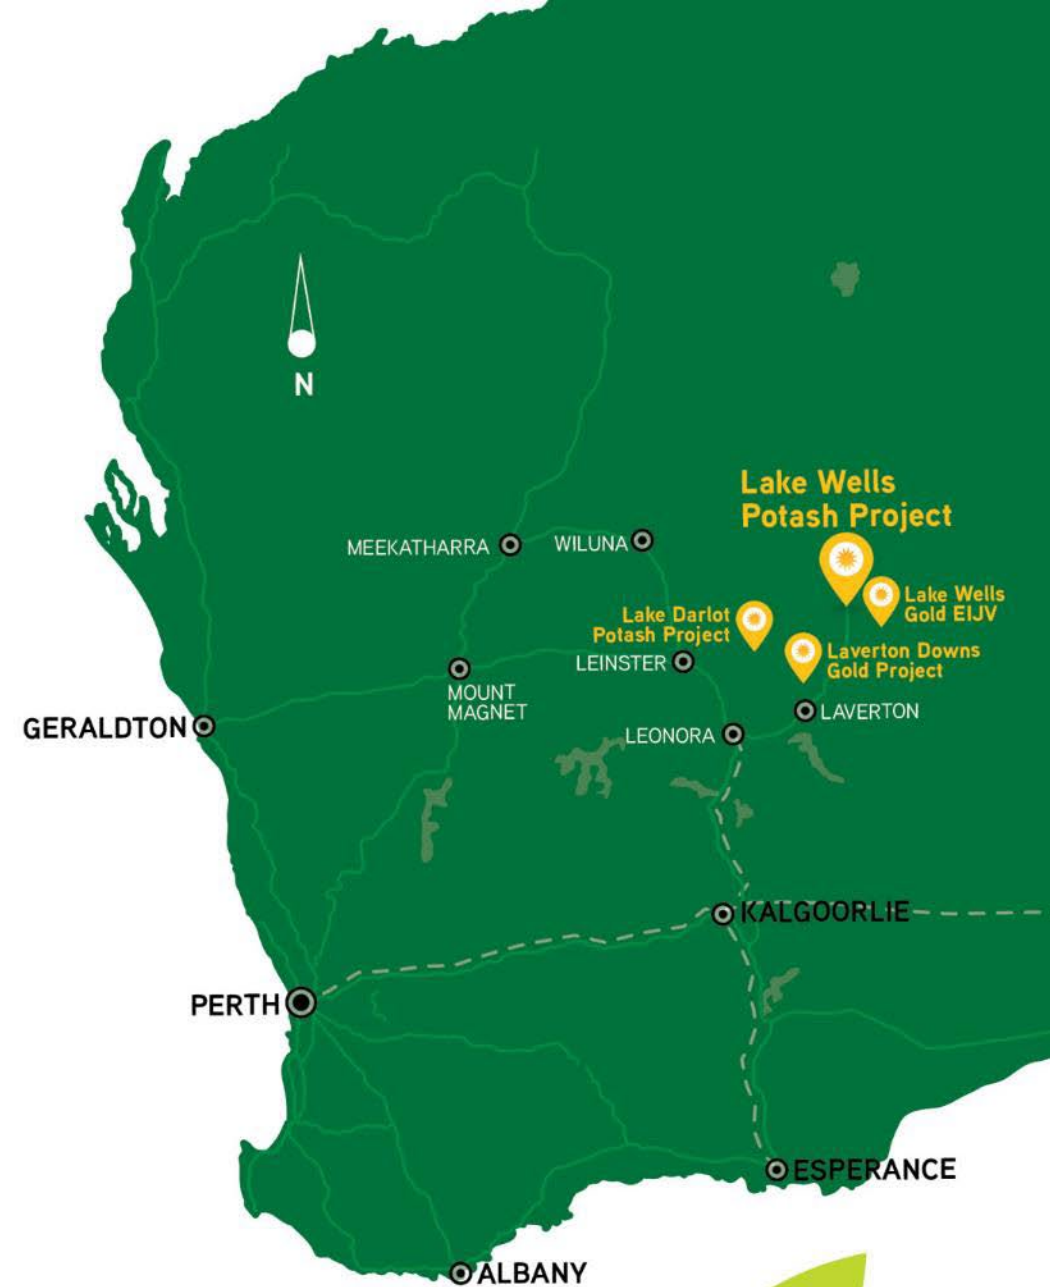 N
Lake Wells
Potash Project
MEEKATHARRA
WILUNA
Lake Wells
Gold EIJV
Lake Darlot
Potash Project
Laverton Downs
Gold Project
LEINSTER
MOUNT
MAGNET
LAVERTON
GERALDTON
LEONORA
KALGOORLIE
PERTH
ESPERANCE
ALBANY